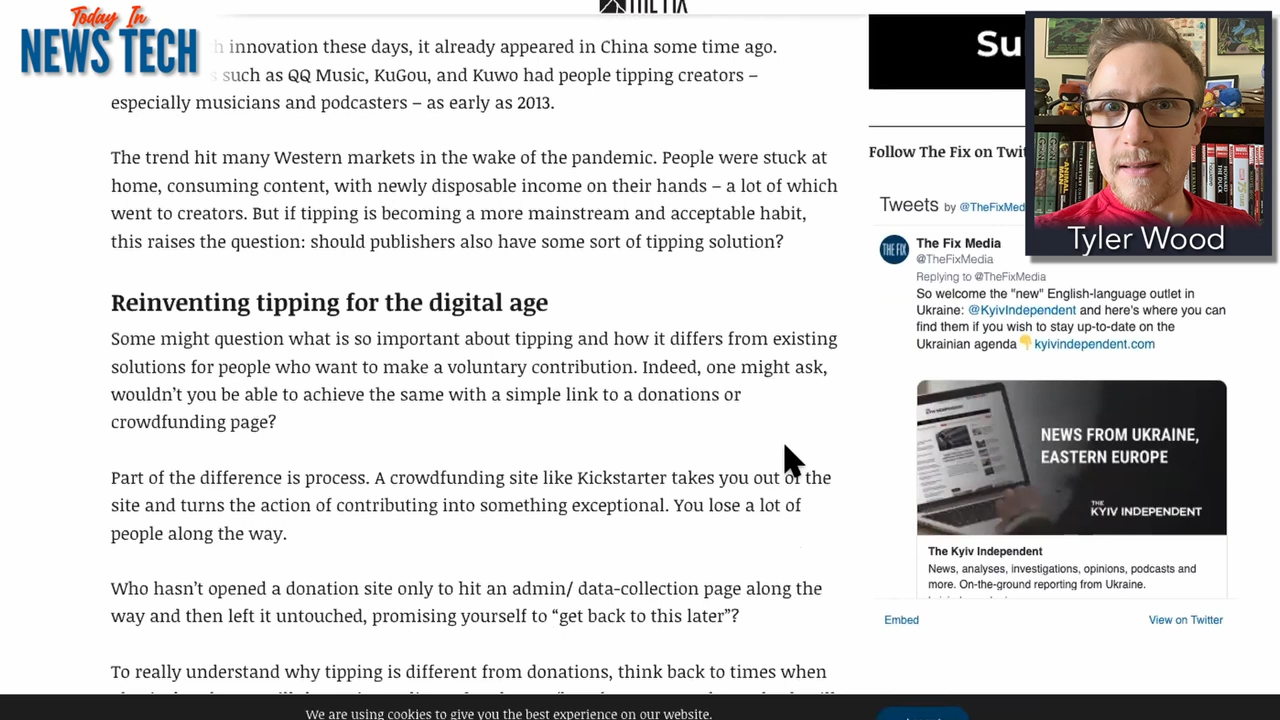 Today In
NEWS TECH
THE FIX
h innovation these days, it already appeared in China some time ago.
such as QQ Music, KuGou, and Kuwo had people tipping creators –
especially musicians and podcasters – as early as 2013.
The trend hit many Western markets in the wake of the pandemic. People were stuck at
home, consuming content, with newly disposable income on their hands – a lot of which
went to creators. But if tipping is becoming a more mainstream and acceptable habit,
this raises the question: should publishers also have some sort of tipping solution?
Reinventing tipping for the digital age
Some might question what is so important about tipping and how it differs from existing
solutions for people who want to make a voluntary contribution. Indeed, one might ask,
wouldn’t you be able to achieve the same with a simple link to a donations or
crowdfunding page?
Part of the difference is process. A crowdfunding site like Kickstarter takes you out of the
site and turns the action of contributing into something exceptional. You lose a lot of
people along the way.
Who hasn’t opened a donation site only to hit an admin/ data-collection page along the
way and then left it untouched, promising yourself to “get back to this later”?
To really understand why tipping is different from donations, think back to times when
Su
Follow The Fix on Twit
Tweets by @TheFixMed
THE FIX
The Fix Media
@TheFixMedia
Replying to @TheFixMedia
So welcome the "new" English-language outlet in
Ukraine: @KyivIndependent and here's where you can
find them if you wish to stay up-to-date on the
Ukrainian agenda 👇kyivindependent.com
NEWS FROM UKRAINE,
EASTERN EUROPE
THE
KYIV INDEPENDENT
The Kyiv Independent
News, analyses, investigations, opinions, podcasts and
more. On-the-ground reporting from Ukraine.
Embed
View on Twitter
ANIMAL MAN
HOWARD THE DUCK
Tyler Wood
We are using cookies to give you the best experience on our website.